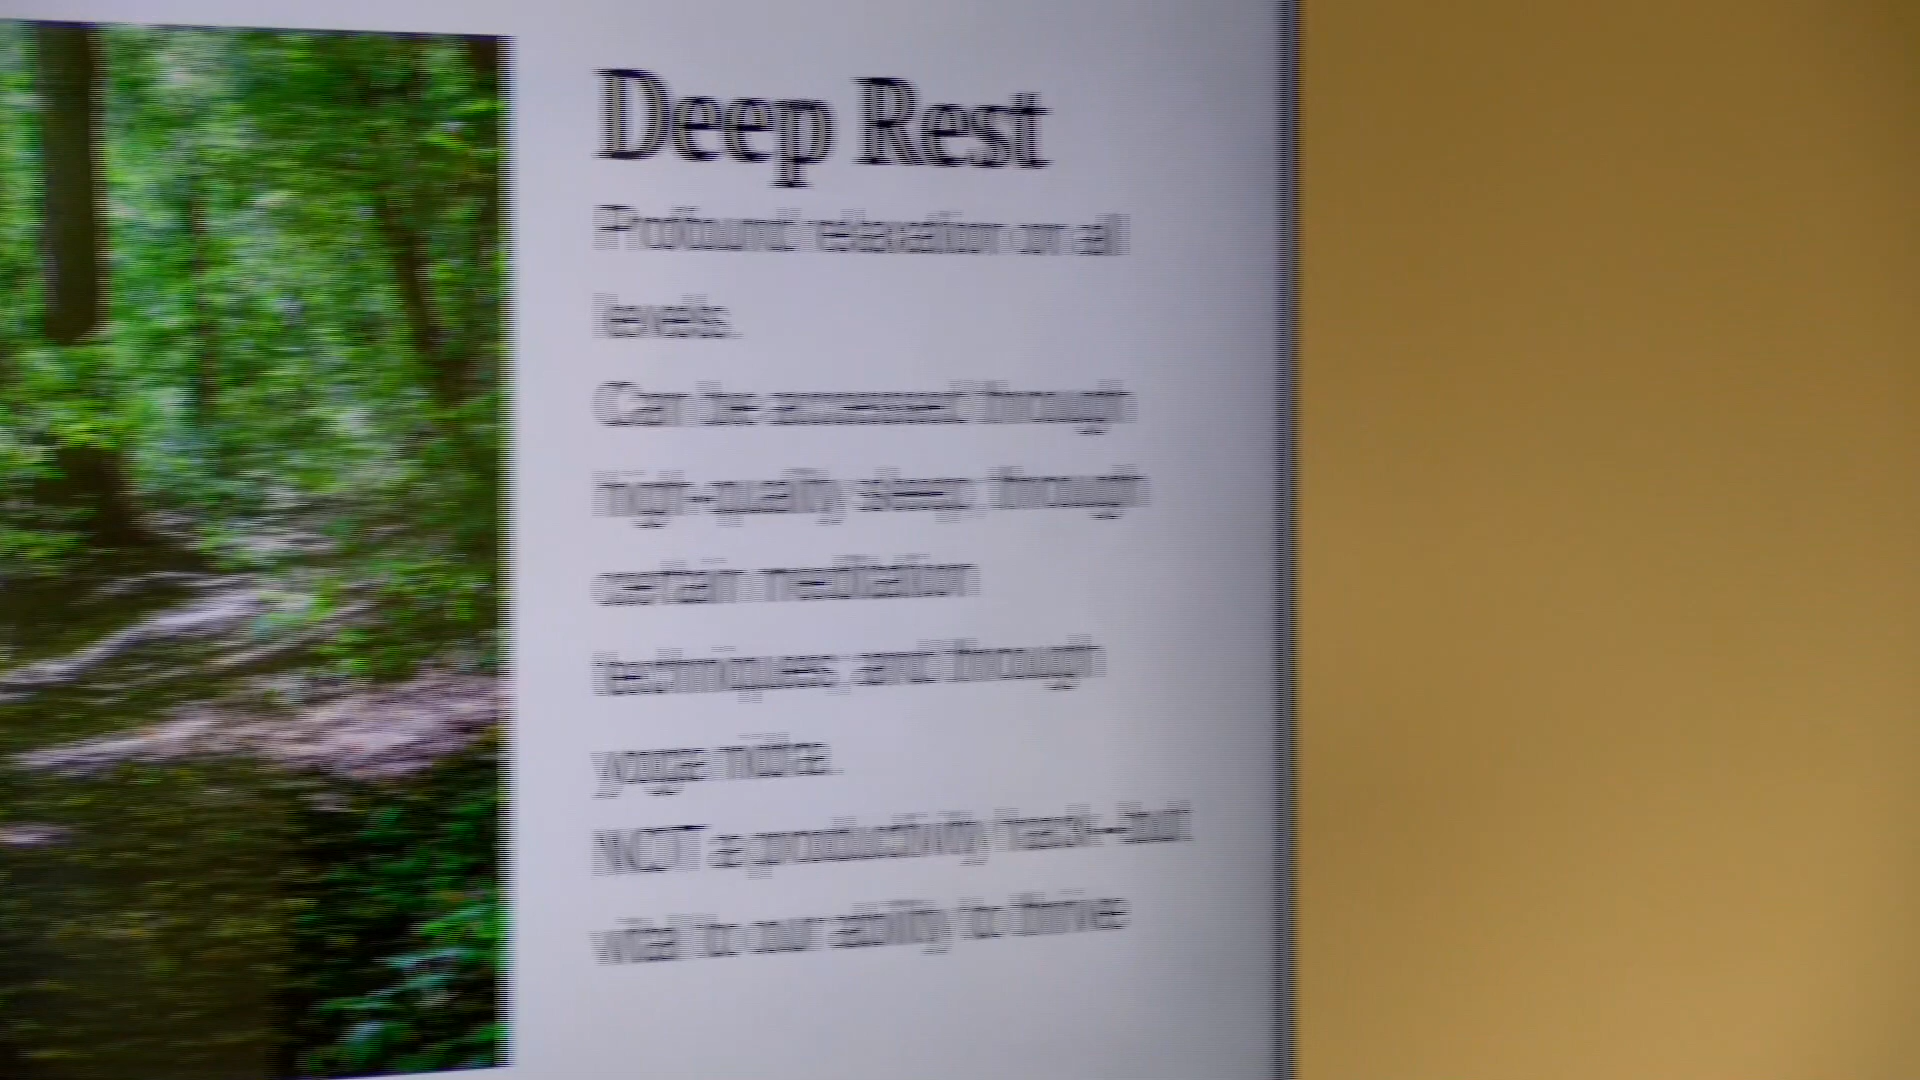 Deep Rest
Profound relaxation on all
levels.
Can be accessed through
high-quality sleep, through
certain meditation
techniques, and through
yoga nidra.
NOT a productivity hack--but
vital to our ability to thrive